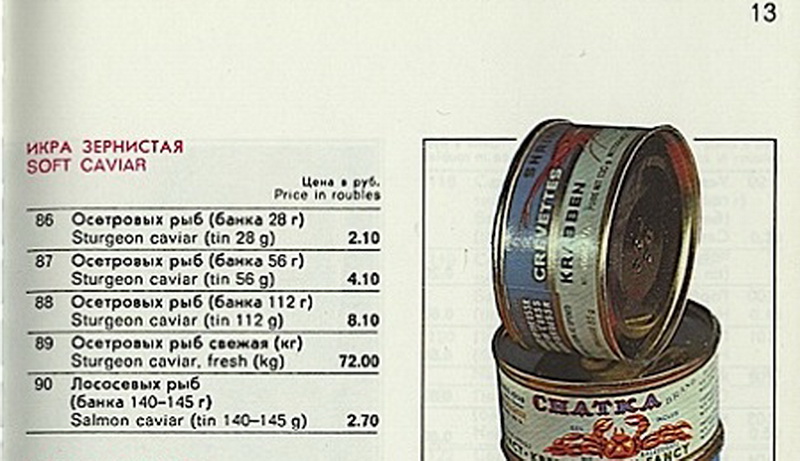 13
ИКРА ЗЕРНИСТАЯ
SOFT CAVIAR
Цена в руб.
Price in roubles
86 Осетровых рыб (банка 28 г)
Sturgeon caviar (tin 28 g) 2.10
87 Осетровых рыб (банка 56 г)
Sturgeon caviar (tin 56 g) 4.10
88 Осетровых рыб (банка 112 г)
Sturgeon caviar (tin 112 g) 8.10
89 Осетровых рыб свежая (кг)
Sturgeon caviar, fresh (kg) 72.00
90 Лососевых рыб
(банка 140–145 г)
Salmon caviar (tin 140–145 g) 2.70
CREVETTES
CHATKA
BRAND
FANCY